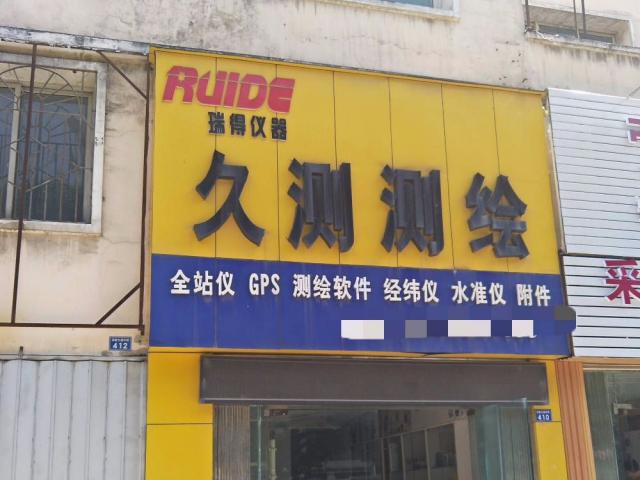 RUIDE
瑞得仪器
久测测绘
全站仪 GPS 测绘软件 经纬仪 水准仪 附件
412
410
采